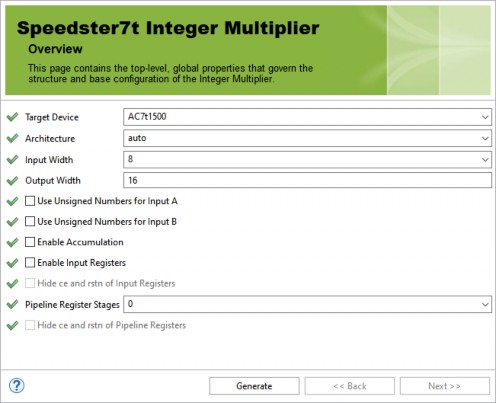 Speedster7t Integer Multiplier
Overview
This page contains the top-level, global properties that govern the
structure and base configuration of the Integer Multiplier.
Target Device AC7t1500
Architecture auto
Input Width 8
Output Width 16
Use Unsigned Numbers for Input A
Use Unsigned Numbers for Input B
Enable Accumulation
Enable Input Registers
Hide ce and rstn of Input Registers
Pipeline Register Stages 0
Hide ce and rstn of Pipeline Registers
? Generate << Back Next >>